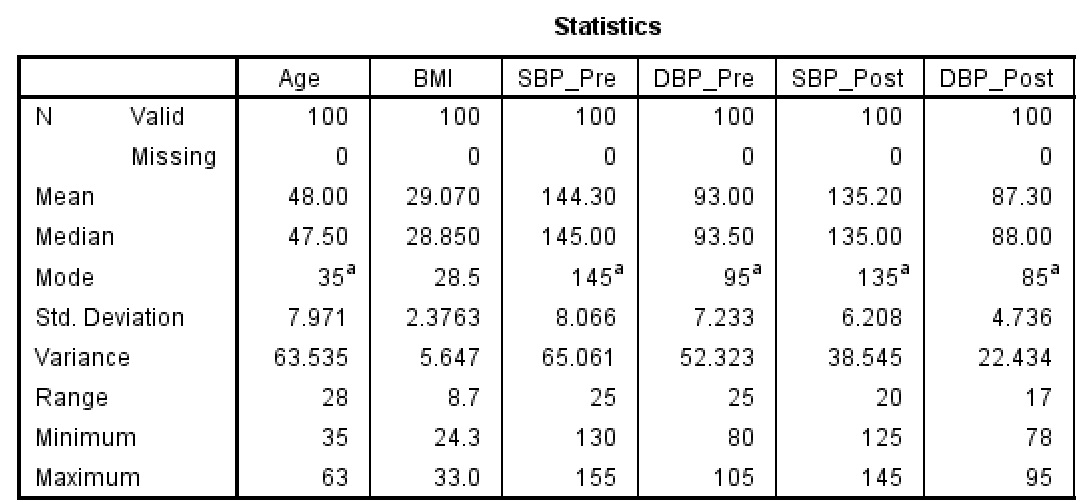 Statistics
Age BMI SBP_Pre DBP_Pre SBP_Post DBP_Post
N Valid 100 100 100 100 100 100
Missing 0 0 0 0 0 0
Mean 48.00 29.070 144.30 93.00 135.20 87.30
Median 47.50 28.850 145.00 93.50 135.00 88.00
Mode 35a 28.5 145a 95a 135a 85a
Std. Deviation 7.971 2.3763 8.066 7.233 6.208 4.736
Variance 63.535 5.647 65.061 52.323 38.545 22.434
Range 28 8.7 25 25 20 17
Minimum 35 24.3 130 80 125 78
Maximum 63 33.0 155 105 145 95